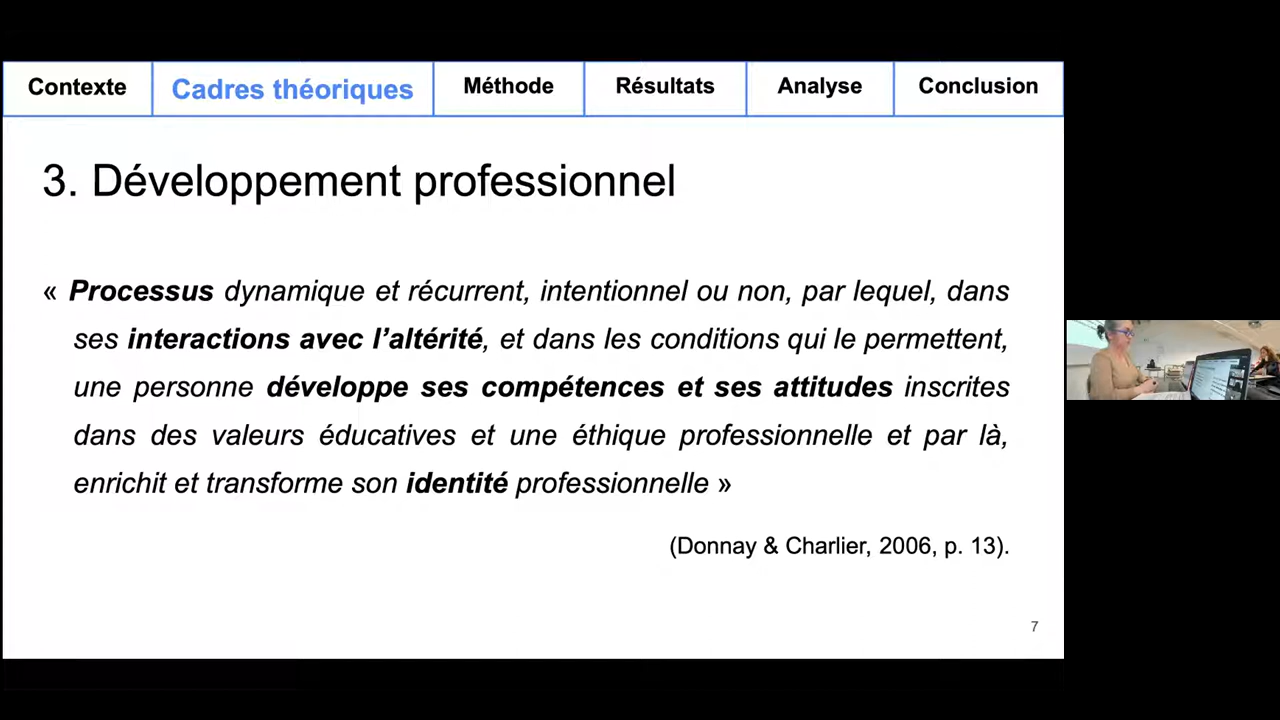 Contexte
Cadres théoriques
Méthode
Résultats
Analyse
Conclusion
3. Développement professionnel
« Processus dynamique et récurrent, intentionnel ou non, par lequel, dans
ses interactions avec l’altérité, et dans les conditions qui le permettent,
une personne développe ses compétences et ses attitudes inscrites
dans des valeurs éducatives et une éthique professionnelle et par là,
enrichit et transforme son identité professionnelle »
(Donnay & Charlier, 2006, p. 13).
7